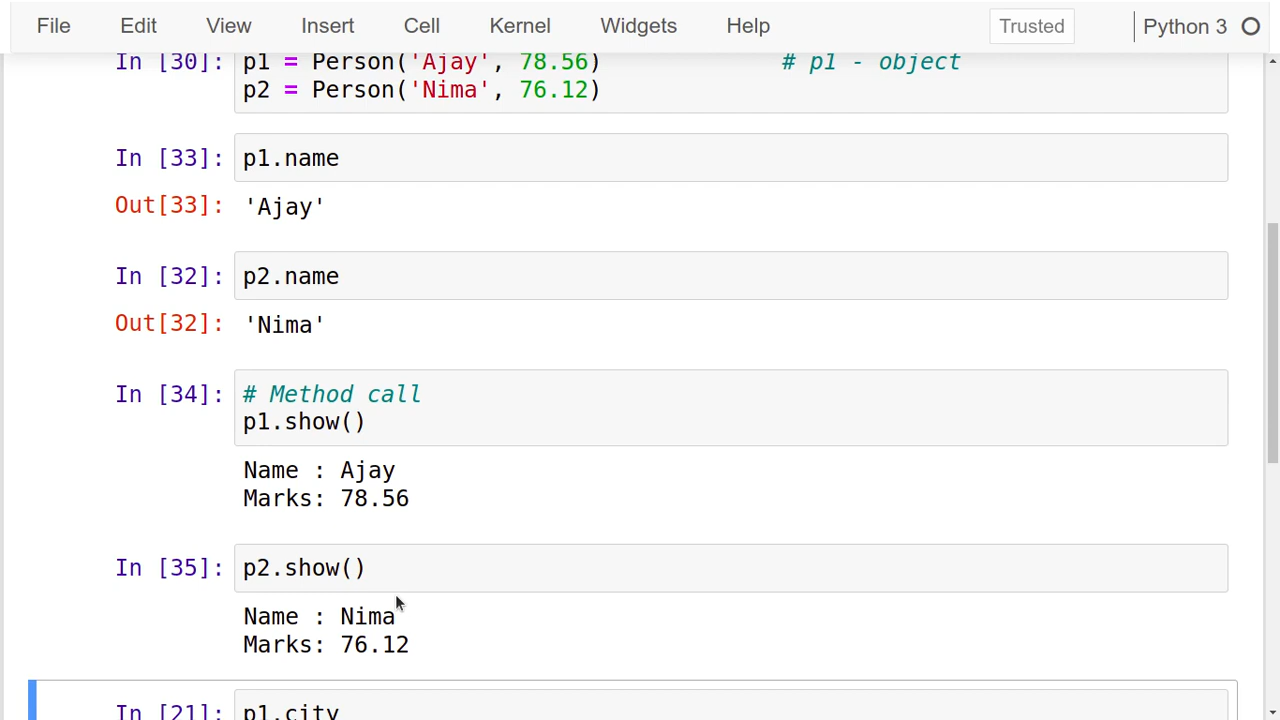 File Edit View Insert Cell Kernel Widgets Help Trusted Python 3
In [30]: p1 = Person('Ajay', 78.56) # p1 - object
p2 = Person('Nima', 76.12)
In [33]: p1.name
Out[33]: 'Ajay'
In [32]: p2.name
Out[32]: 'Nima'
In [34]: # Method call
p1.show()
Name : Ajay
Marks: 78.56
In [35]: p2.show()
Name : Nima
Marks: 76.12
In [21]: p1.city